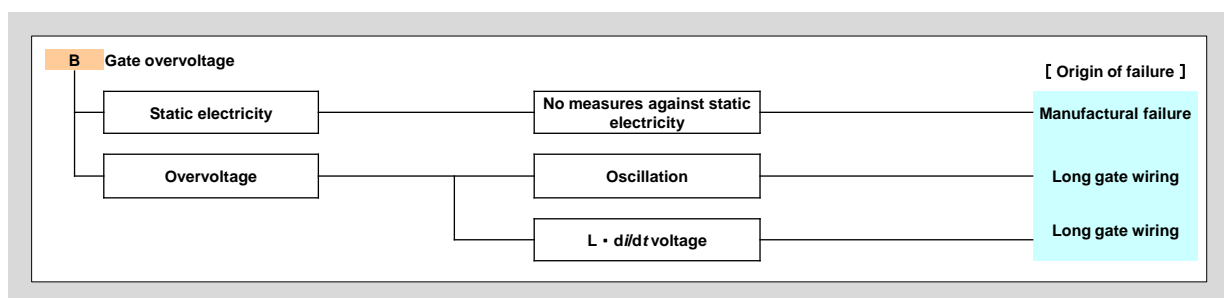 B Gate overvoltage
[ Origin of failure ]
Static electricity
No measures against static
electricity
Manufactural failure
Overvoltage
Oscillation
Long gate wiring
L・di/dt voltage
Long gate wiring